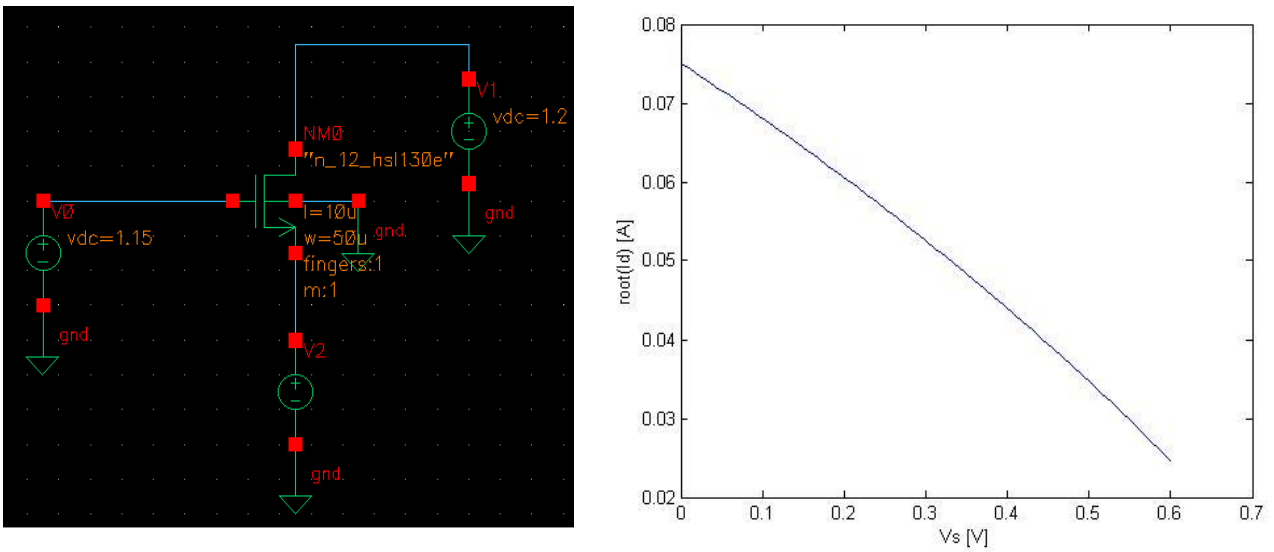 V1
vdc=1.2
NM0
"n_12_hsl130e"
gnd
V0
vdc=1.15
l=10u
w=50u
gnd
fingers:1
m:1
gnd
V2
gnd
0.08
0.07
0.06
0.05
0.04
0.03
0.02
root(Id) [A]
0
0.1
0.2
0.3
0.4
0.5
0.6
0.7
Vs [V]